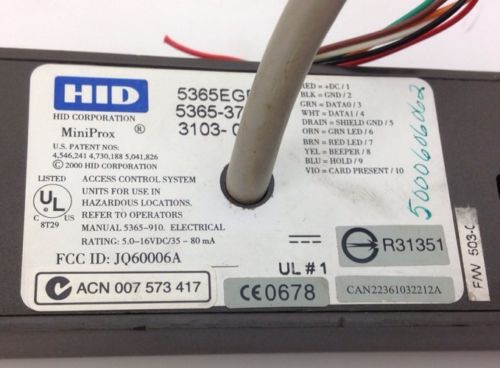 HID
HID CORPORATION
MiniProx ®
U.S. PATENT NOS.
4,546,241 4,730,188 5,041,826
© 2000 HID CORPORATION
5365-37
3103-
RED = +DC / 1
BLK = GND / 2
GRN = DATA0 / 3
WHT = DATA1 / 4
DRAIN = SHIELD GND / 5
ORN = GRN LED / 6
BRN = RED LED / 7
YEL = BEEPER / 8
BLU = HOLD / 9
VIO = CARD PRESENT / 10
5000606062
LISTED
UL
C
®
8T29
ACCESS CONTROL SYSTEM
UNITS FOR USE IN
HAZARDOUS LOCATIONS.
REFER TO OPERATORS
MANUAL 5365-910. ELECTRICAL
RATING: 5.0-16VDC/35 - 80 mA
FCC ID: JQ60006A
UL # 1
R31351
ACN 007 573 417
CE0678
CAN22361032212A
FAN 503-C